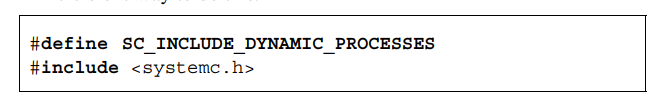 #define SC_INCLUDE_DYNAMIC_PROCESSES
#include <systemc.h>